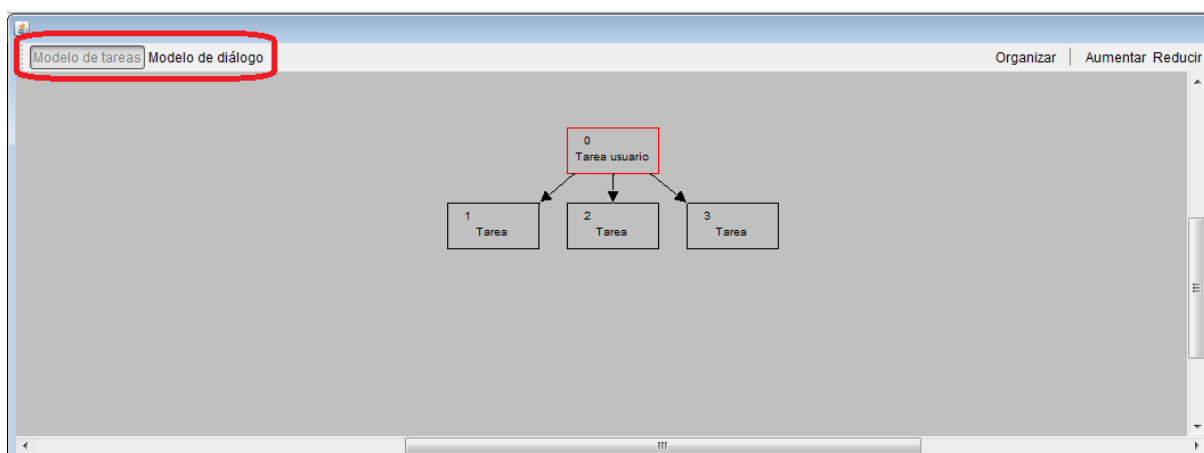 Modelo de tareas Modelo de diálogo Organizar Aumentar Reducir
0
Tarea usuario
1 2 3
Tarea Tarea Tarea